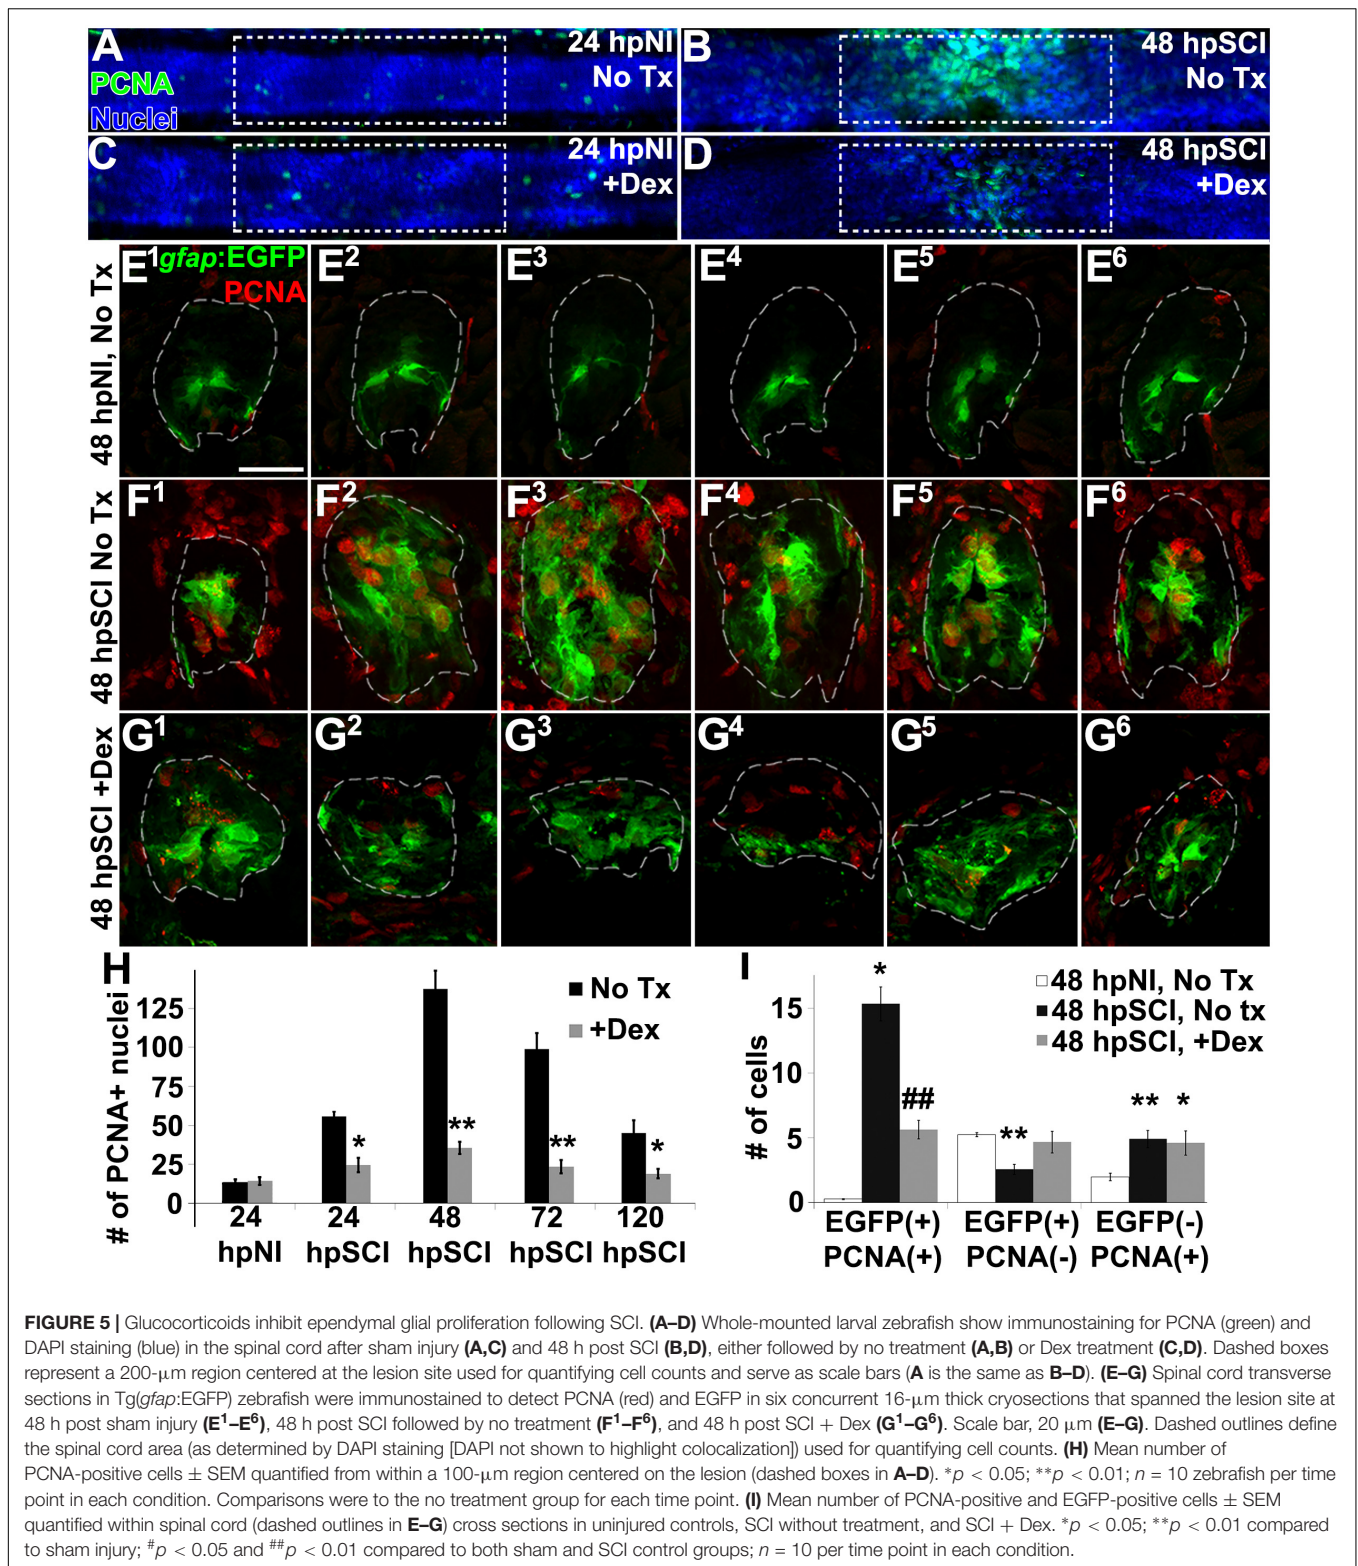 A
24 hpNI
No Tx
PCNA
Nuclei
B
48 hpSCI
No Tx
C
24 hpNI
+Dex
D
48 hpSCI
+Dex
48 hpNI, No Tx
E1 gfap:EGFP
PCNA
E2
E3
E4
E5
E6
48 hpSCI No Tx
F1
F2
F3
F4
F5
F6
48 hpSCI +Dex
G1
G2
G3
G4
G5
G6
H
# of PCNA+ nuclei
125
100
75
50
25
0
No Tx
+Dex
*
**
**
*
24 24 48 72 120
hpNI hpSCI hpSCI hpSCI hpSCI
I
# of cells
15
10
5
0
48 hpNI, No Tx
48 hpSCI, No tx
48 hpSCI, +Dex
*
##
**
**
*
EGFP(+) EGFP(+) EGFP(-)
PCNA(+) PCNA(-) PCNA(+)
FIGURE 5 | Glucocorticoids inhibit ependymal glial proliferation following SCI. (A–D) Whole-mounted larval zebrafish show immunostaining for PCNA (green) and
DAPI staining (blue) in the spinal cord after sham injury (A,C) and 48 h post SCI (B,D), either followed by no treatment (A,B) or Dex treatment (C,D). Dashed boxes
represent a 200-μm region centered at the lesion site used for quantifying cell counts and serve as scale bars (A is the same as B–D). (E–G) Spinal cord transverse
sections in Tg(gfap:EGFP) zebrafish were immunostained to detect PCNA (red) and EGFP in six concurrent 16-μm thick cryosections that spanned the lesion site at
48 h post sham injury (E1–E6), 48 h post SCI followed by no treatment (F1–F6), and 48 h post SCI + Dex (G1–G6). Scale bar, 20 μm (E–G). Dashed outlines define
the spinal cord area (as determined by DAPI staining [DAPI not shown to highlight colocalization]) used for quantifying cell counts. (H) Mean number of
PCNA-positive cells ± SEM quantified from within a 100-μm region centered on the lesion (dashed boxes in A–D). *p < 0.05; **p < 0.01; n = 10 zebrafish per time
point in each condition. Comparisons were to the no treatment group for each time point. (I) Mean number of PCNA-positive and EGFP-positive cells ± SEM
quantified within spinal cord (dashed outlines in E–G) cross sections in uninjured controls, SCI without treatment, and SCI + Dex. *p < 0.05; **p < 0.01 compared
to sham injury; #p < 0.05 and ##p < 0.01 compared to both sham and SCI control groups; n = 10 per time point in each condition.